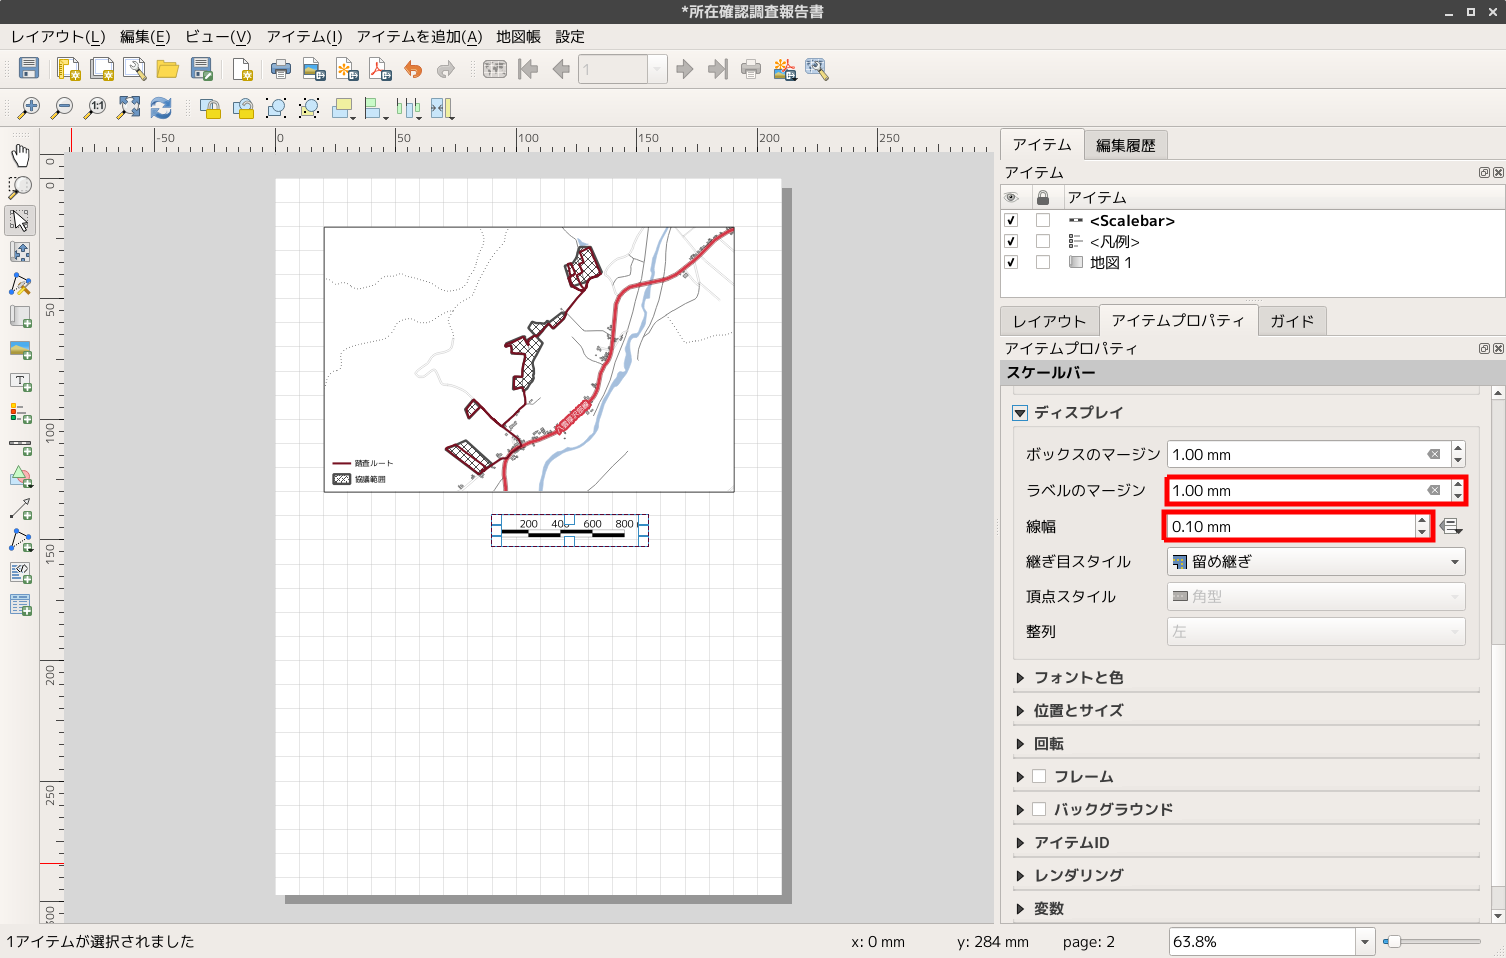 *所在確認調査報告書
レイアウト(L) 編集(E) ビュー(V) アイテム(I) アイテムを追加(A) 地図帳 設定
1
1:1
-50 0 50 100 150 200 250
0
0
50
100
150
200
250
300
調査ルート
協議範囲
八雲厚沢部線
200 400 600 800
アイテム 編集履歴
アイテム
アイテム
<Scalebar>
<凡例>
地図 1
レイアウト アイテムプロパティ ガイド
アイテムプロパティ
スケールバー
ディスプレイ
ボックスのマージン 1.00 mm
ラベルのマージン 1.00 mm
線幅 0.10 mm
継ぎ目スタイル 留め継ぎ
頂点スタイル 角型
整列 左
フォントと色
位置とサイズ
回転
フレーム
バックグラウンド
アイテムID
レンダリング
変数
1アイテムが選択されました x: 0 mm y: 284 mm page: 2 63.8%